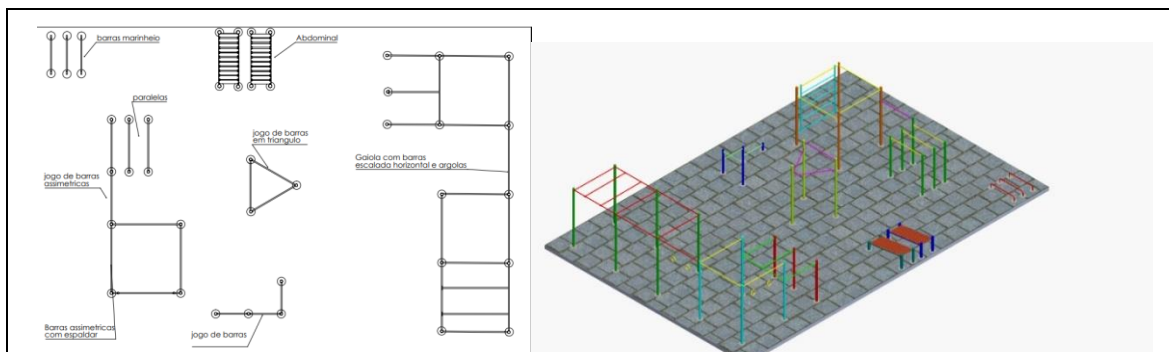 barras marinheio
Abdominal
paralelas
jogo de barras
em triangulo
jogo de barras
assimetricas
Gaiola com barras
escalada horizontal e argolas
Barras assimetricas
com espaldar
jogo de barras